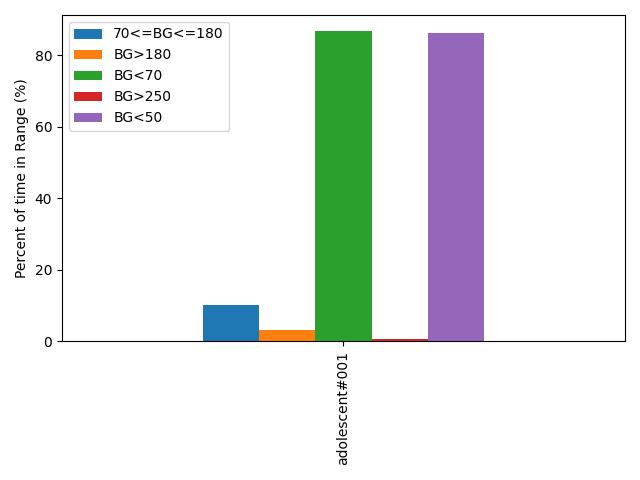 70<=BG<=180
BG>180
BG<70
BG>250
BG<50
Percent of time in Range (%)
80
60
40
20
0
adolescent#001